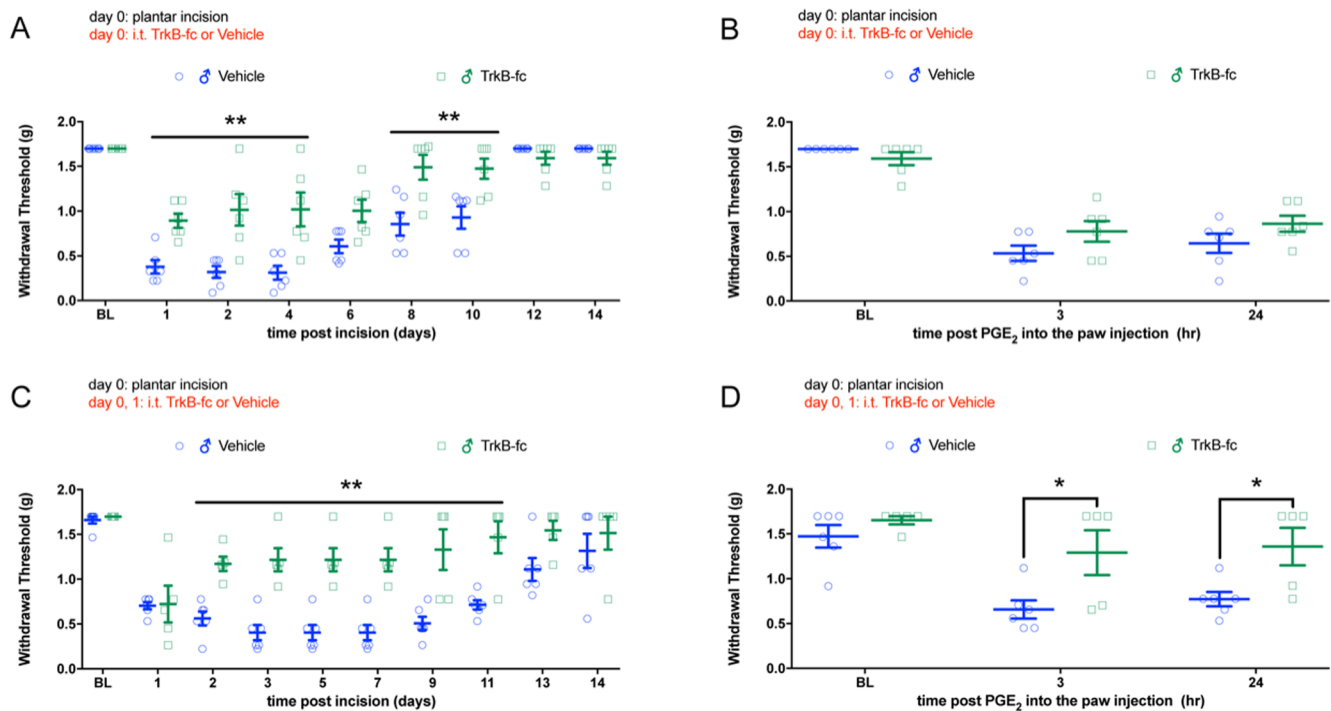 A
day 0: plantar incision
day 0: i.t. TrkB-fc or Vehicle
♂ Vehicle
♂ TrkB-fc
**
**
Withdrawal Threshold (g)
2.0
1.5
1.0
0.5
0.0
BL 1 2 4 6 8 10 12 14
time post incision (days)
B
day 0: plantar incision
day 0: i.t. TrkB-fc or Vehicle
♂ Vehicle
♂ TrkB-fc
Withdrawal Threshold (g)
2.0
1.5
1.0
0.5
0.0
BL 3 24
time post PGE₂ into the paw injection (hr)
C
day 0: plantar incision
day 0, 1: i.t. TrkB-fc or Vehicle
♂ Vehicle
♂ TrkB-fc
**
Withdrawal Threshold (g)
2.0
1.5
1.0
0.5
0.0
BL 1 2 3 5 7 9 11 13 14
time post incision (days)
D
day 0: plantar incision
day 0, 1: i.t. TrkB-fc or Vehicle
♂ Vehicle
♂ TrkB-fc
*
*
Withdrawal Threshold (g)
2.0
1.5
1.0
0.5
0.0
BL 3 24
time post PGE₂ into the paw injection (hr)